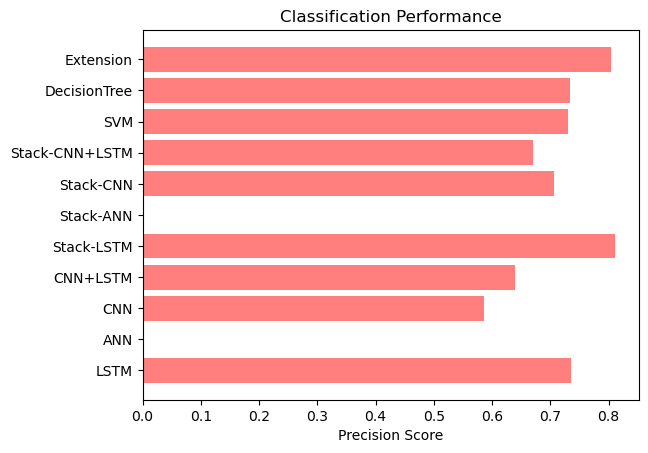 Classification Performance
Extension
DecisionTree
SVM
Stack-CNN+LSTM
Stack-CNN
Stack-ANN
Stack-LSTM
CNN+LSTM
CNN
ANN
LSTM
0.0 0.1 0.2 0.3 0.4 0.5 0.6 0.7 0.8
Precision Score